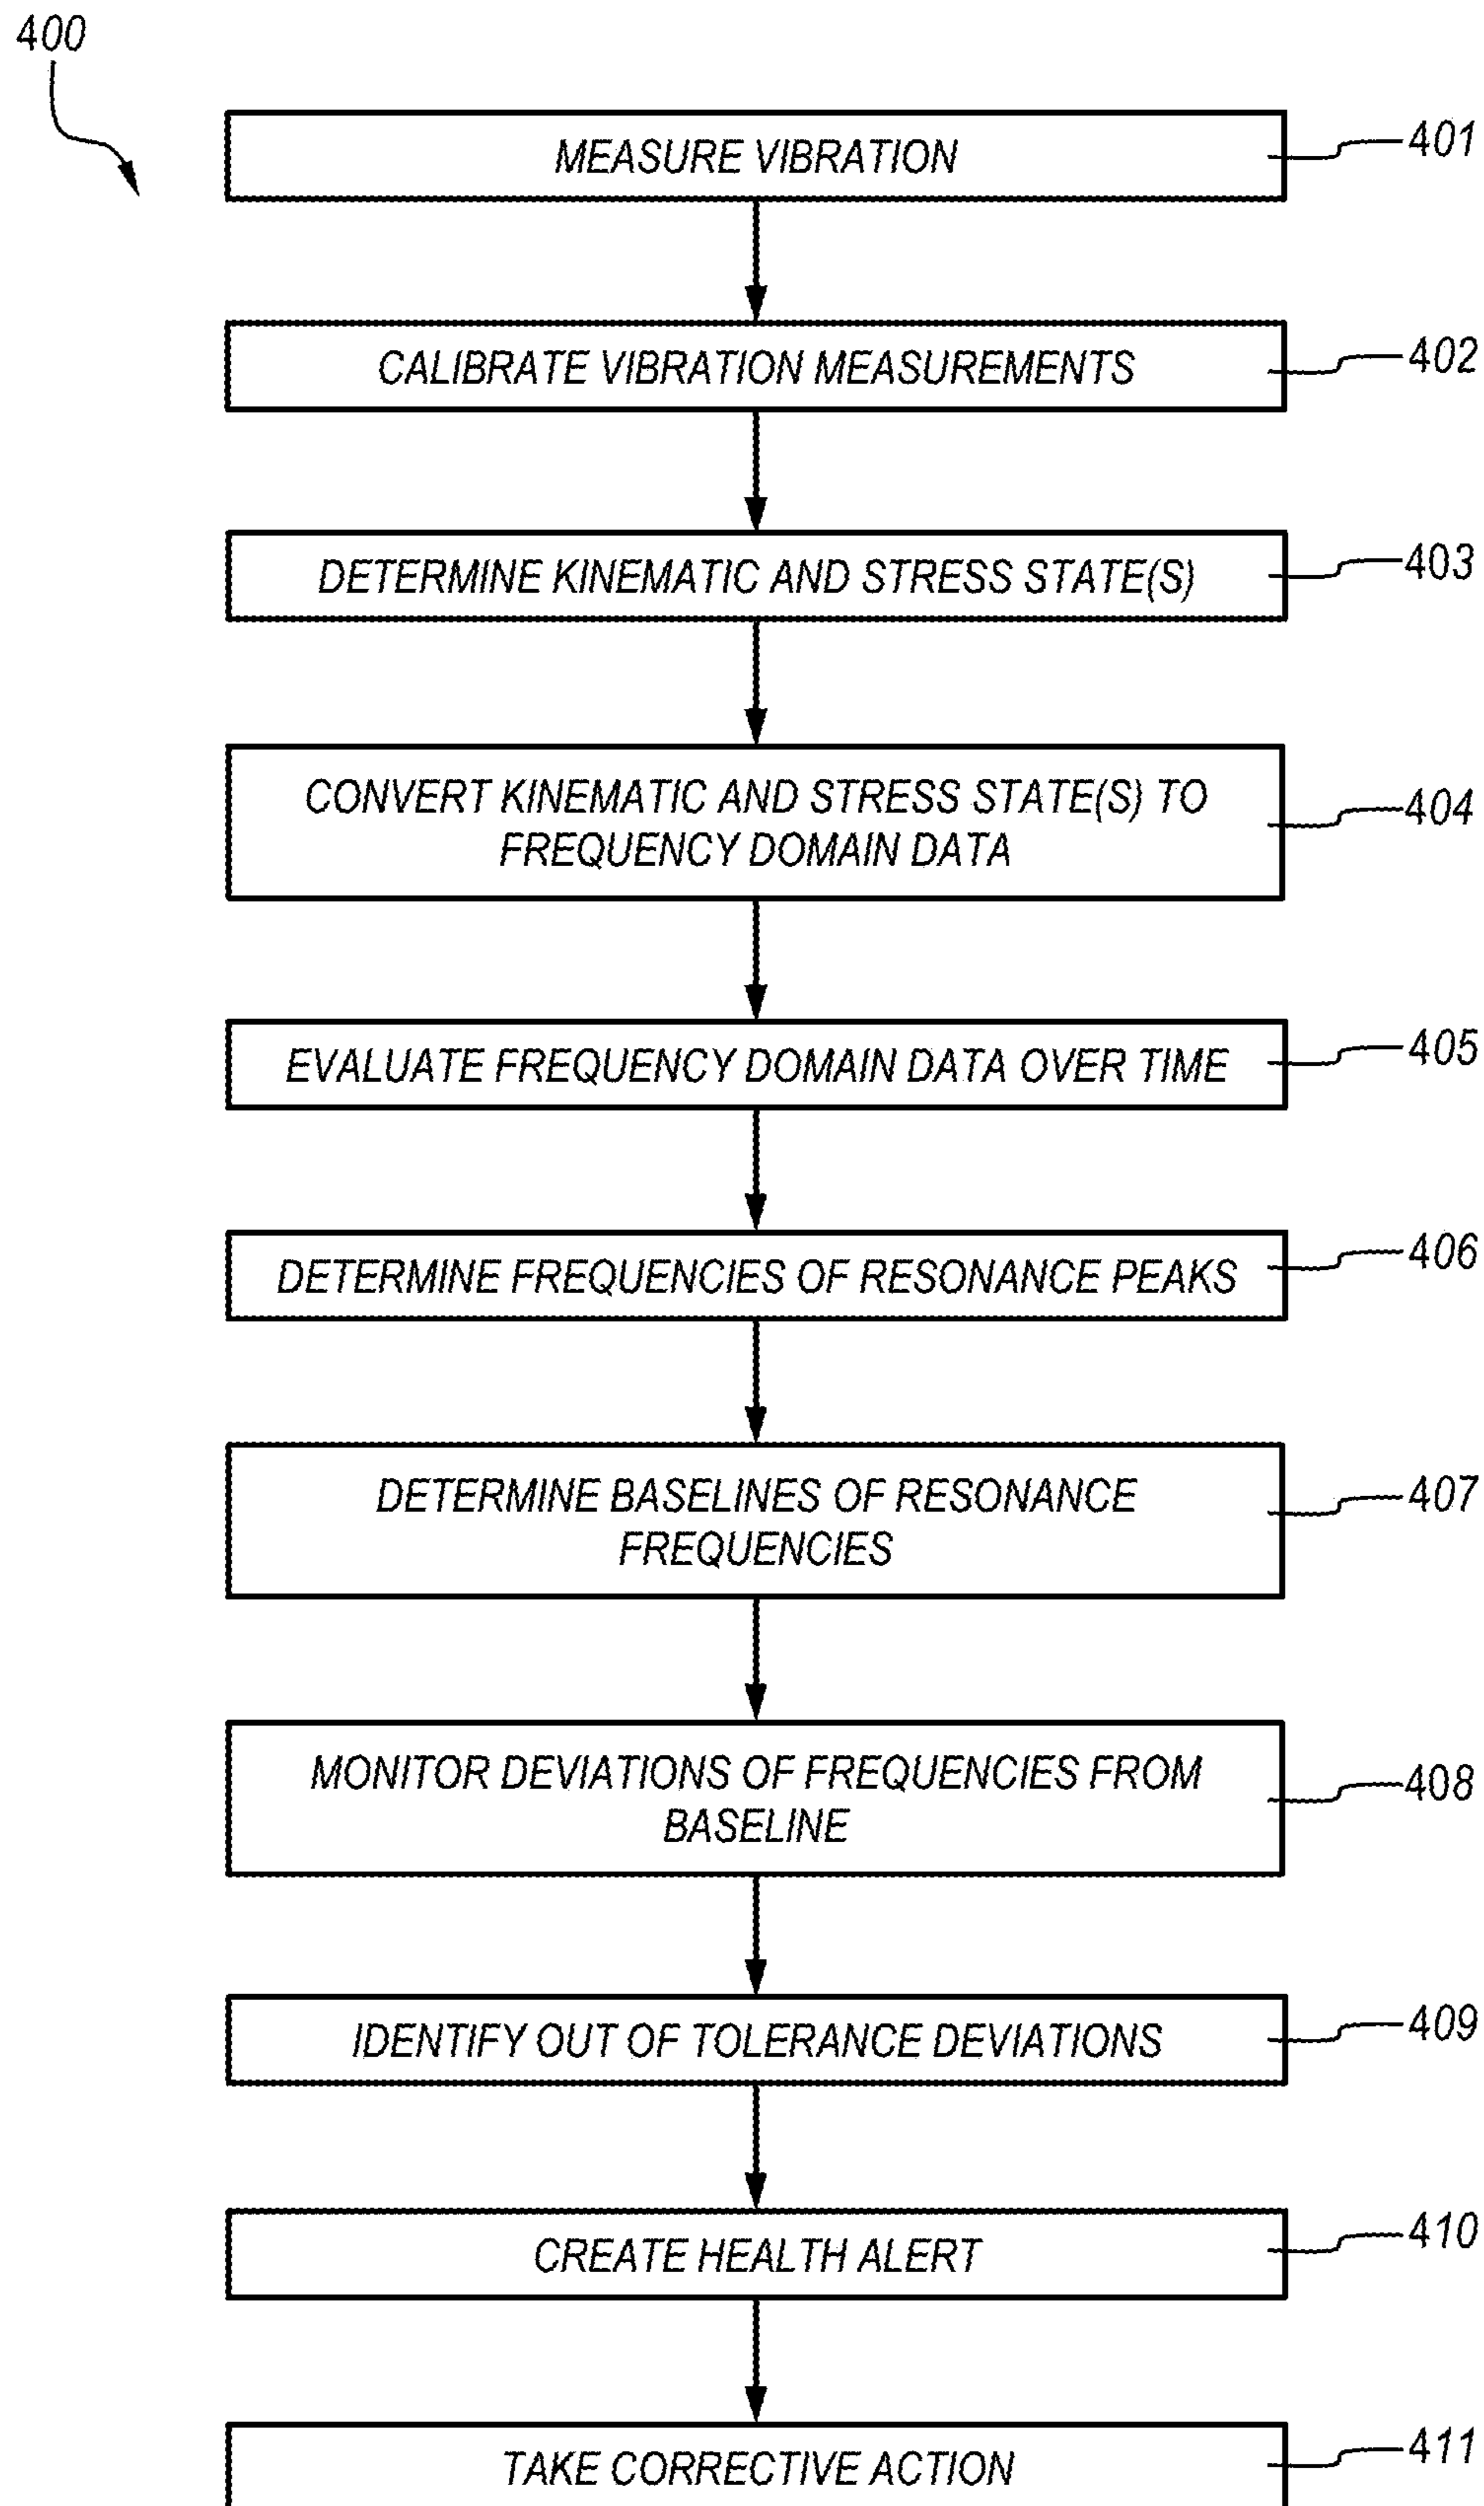 400
MEASURE VIBRATION
401
CALIBRATE VIBRATION MEASUREMENTS
402
DETERMINE KINEMATIC AND STRESS STATE(S)
403
CONVERT KINEMATIC AND STRESS STATE(S) TO
FREQUENCY DOMAIN DATA
404
EVALUATE FREQUENCY DOMAIN DATA OVER TIME
405
DETERMINE FREQUENCIES OF RESONANCE PEAKS
406
DETERMINE BASELINES OF RESONANCE
FREQUENCIES
407
MONITOR DEVIATIONS OF FREQUENCIES FROM
BASELINE
408
IDENTIFY OUT OF TOLERANCE DEVIATIONS
409
CREATE HEALTH ALERT
410
TAKE CORRECTIVE ACTION
411